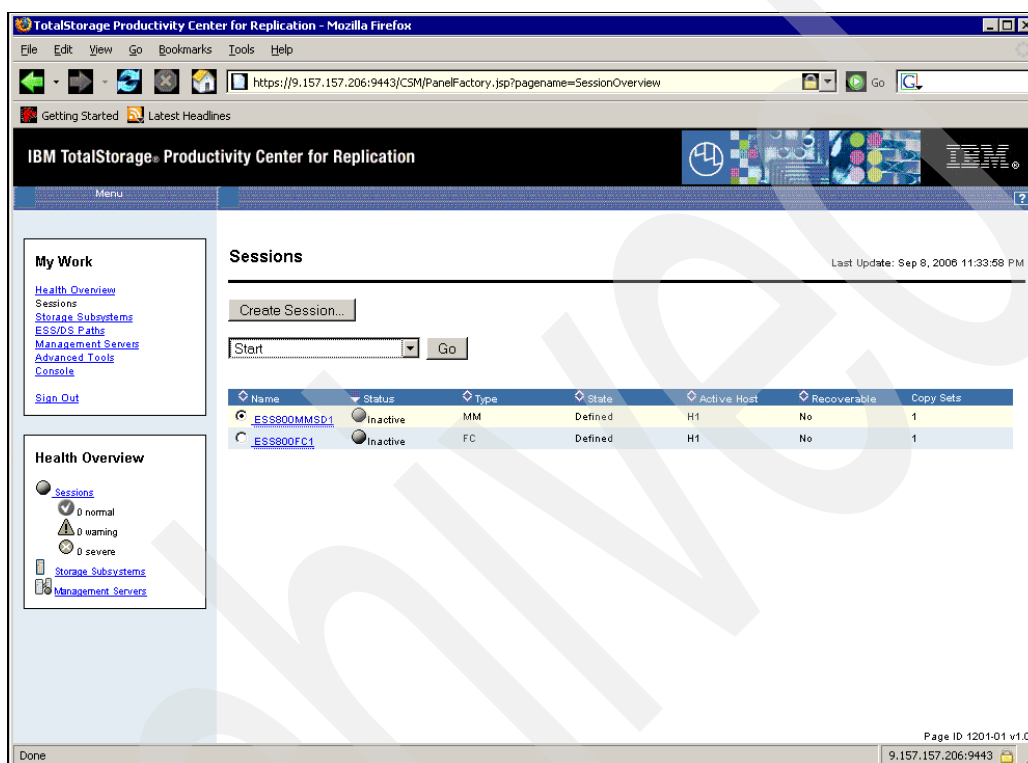 TotalStorage Productivity Center for Replication - Mozilla Firefox
File Edit View Go Bookmarks Tools Help
https://9.157.157.206:9443/CSM/PanelFactory.jsp?pagename=SessionOverview
Go
G
Getting Started Latest Headlines
IBM TotalStorage® Productivity Center for Replication
IBM®
Menu
?
My Work
Health Overview
Sessions
Storage Subsystems
ESS/DS Paths
Management Servers
Advanced Tools
Console
Sign Out
Health Overview
Sessions
0 normal
0 warning
0 severe
Storage Subsystems
Management Servers
Sessions
Last Update: Sep 8, 2006 11:33:58 PM
Create Session...
Start Go
Name Status Type State Active Host Recoverable Copy Sets
ESS800MMSD1 Inactive MM Defined H1 No 1
ESS800FC1 Inactive FC Defined H1 No 1
Page ID 1201-01 v1.0
Done 9.157.157.206:9443